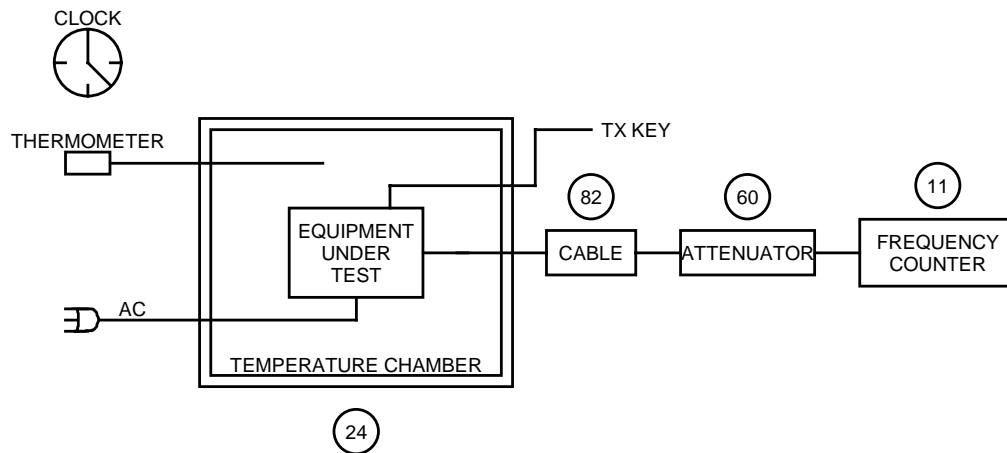 CLOCK
THERMOMETER
TX KEY
82
60
11
EQUIPMENT
UNDER
TEST
CABLE
ATTENUATOR
FREQUENCY
COUNTER
AC
TEMPERATURE CHAMBER
24